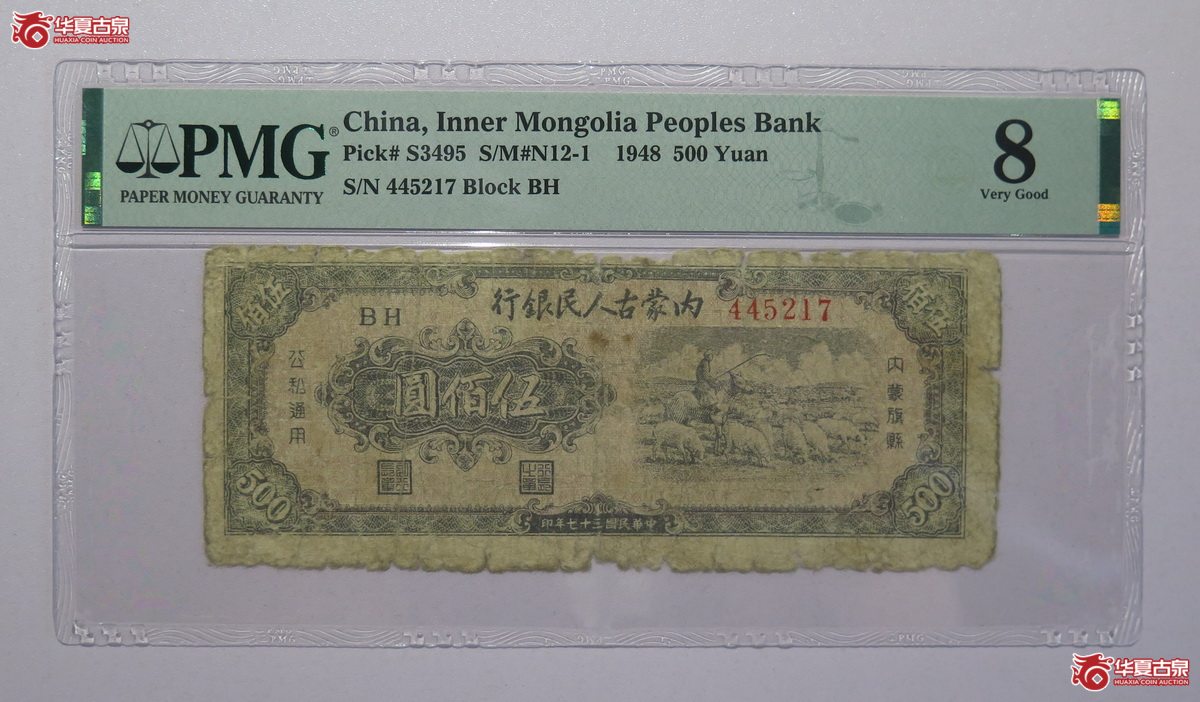 华夏古泉
HUAXIA COIN AUCTION
PMG®
PAPER MONEY GUARANTY
China, Inner Mongolia Peoples Bank
Pick# S3495 S/M#N12-1 1948 500 Yuan
S/N 445217 Block BH
8
Very Good
伍佰
行銀民人古蒙內
445217
佰伍
BH
公私通用
圓佰伍
內蒙旗縣
500
印年七十三國民華中
500
华夏古泉
HUAXIA COIN AUCTION